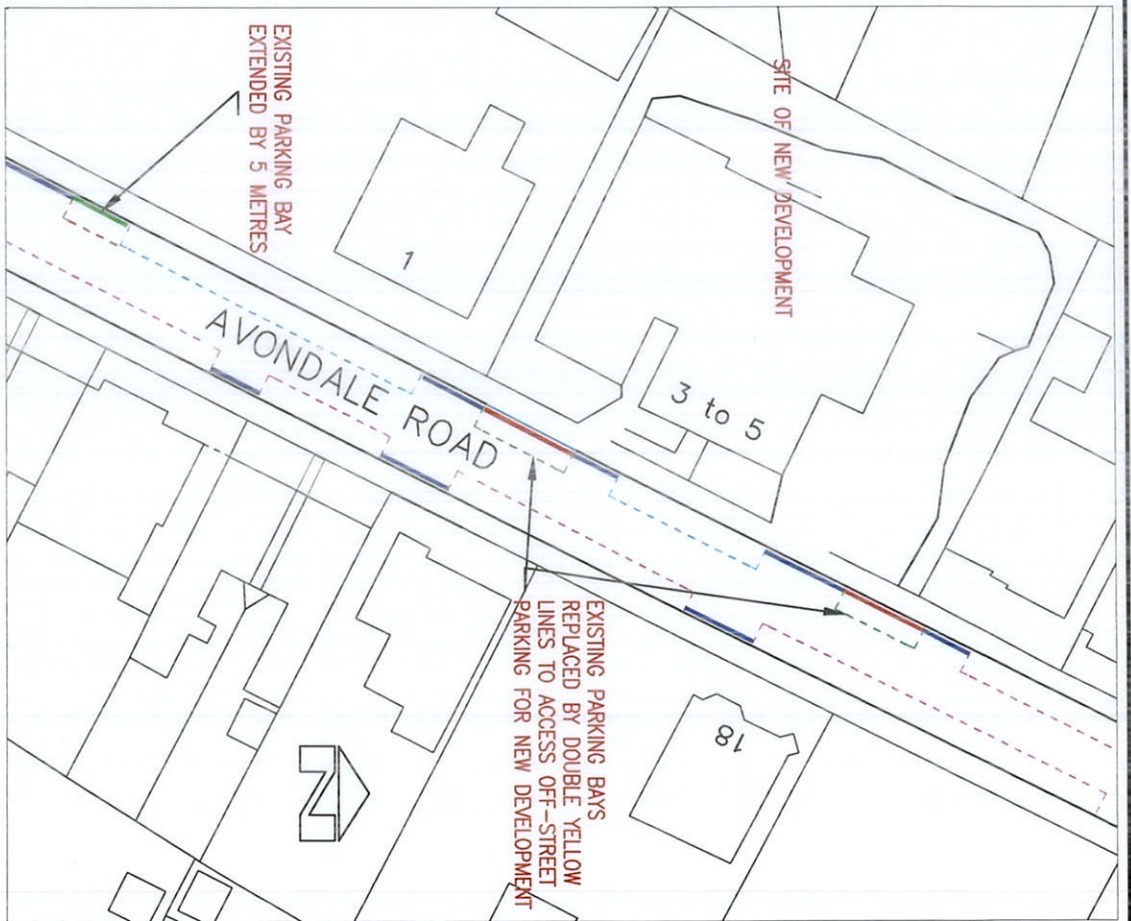 SITE OF NEW DEVELOPMENT
EXISTING PARKING BAY
EXTENDED BY 5 METRES
1
3 to 5
AVONDALE ROAD
EXISTING PARKING BAYS
REPLACED BY DOUBLE YELLOW
LINES TO ACCESS OFF-STREET
PARKING FOR NEW DEVELOPMENT
18
N